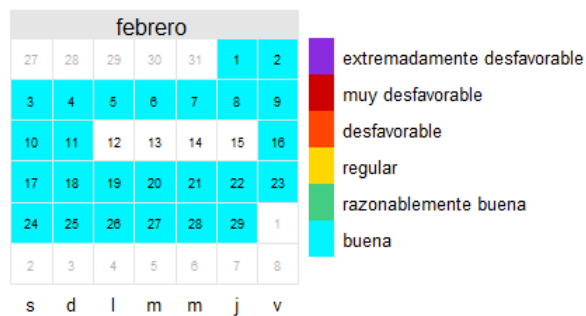 febrero
27 28 29 30 31 1 2
3 4 5 6 7 8 9
10 11 12 13 14 15 16
17 18 19 20 21 22 23
24 25 26 27 28 29 1
2 3 4 5 6 7 8
s d l m m j v
extremadamente desfavorable
muy desfavorable
desfavorable
regular
razonablemente buena
buena